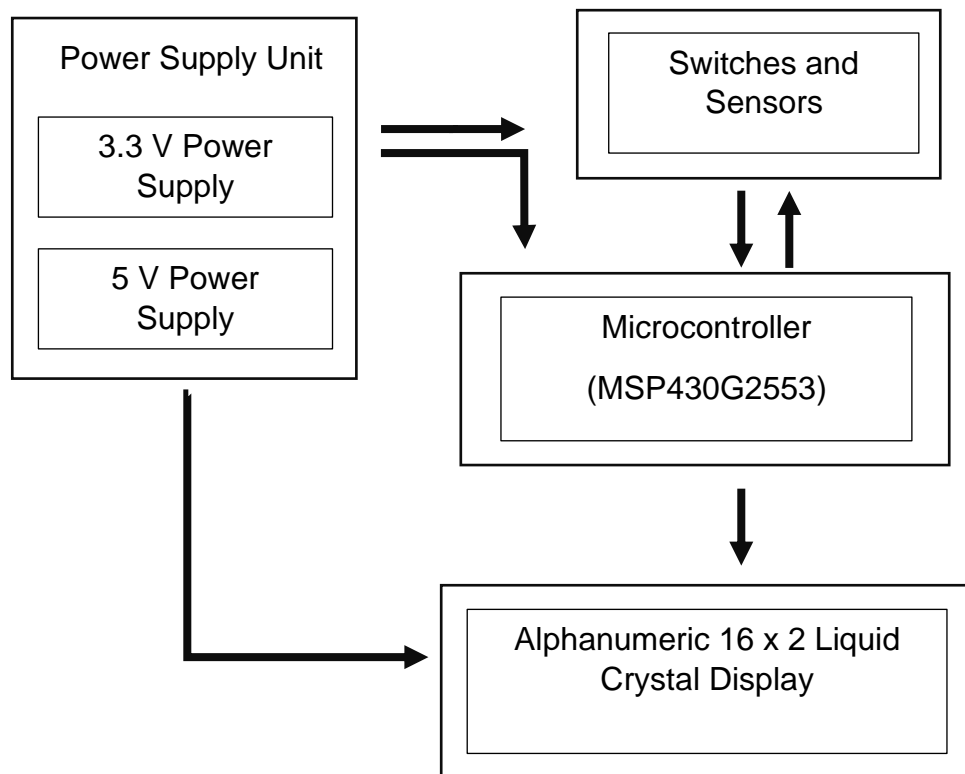 Power Supply Unit
3.3 V Power
Supply
5 V Power
Supply
Switches and
Sensors
Microcontroller
(MSP430G2553)
Alphanumeric 16 x 2 Liquid
Crystal Display